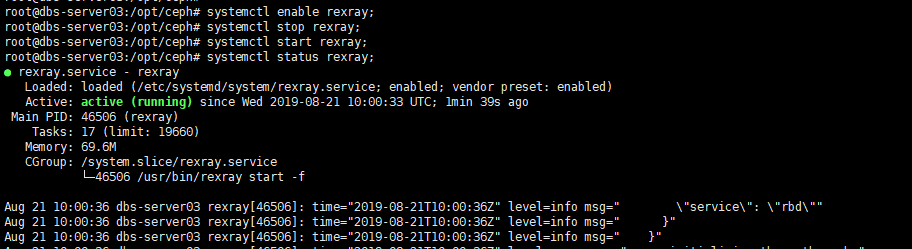 root@dbs-server03:/opt/ceph# systemctl enable rexray;
root@dbs-server03:/opt/ceph# systemctl stop rexray;
root@dbs-server03:/opt/ceph# systemctl start rexray;
root@dbs-server03:/opt/ceph# systemctl status rexray;
● rexray.service - rexray
Loaded: loaded (/etc/systemd/system/rexray.service; enabled; vendor preset: enabled)
Active: active (running) since Wed 2019-08-21 10:00:33 UTC; 1min 39s ago
Main PID: 46506 (rexray)
Tasks: 17 (limit: 19660)
Memory: 69.6M
CGroup: /system.slice/rexray.service
└─46506 /usr/bin/rexray start -f
Aug 21 10:00:36 dbs-server03 rexray[46506]: time="2019-08-21T10:00:36Z" level=info msg="        \"service\": \"rbd\""
Aug 21 10:00:36 dbs-server03 rexray[46506]: time="2019-08-21T10:00:36Z" level=info msg="      }"
Aug 21 10:00:36 dbs-server03 rexray[46506]: time="2019-08-21T10:00:36Z" level=info msg="    }"